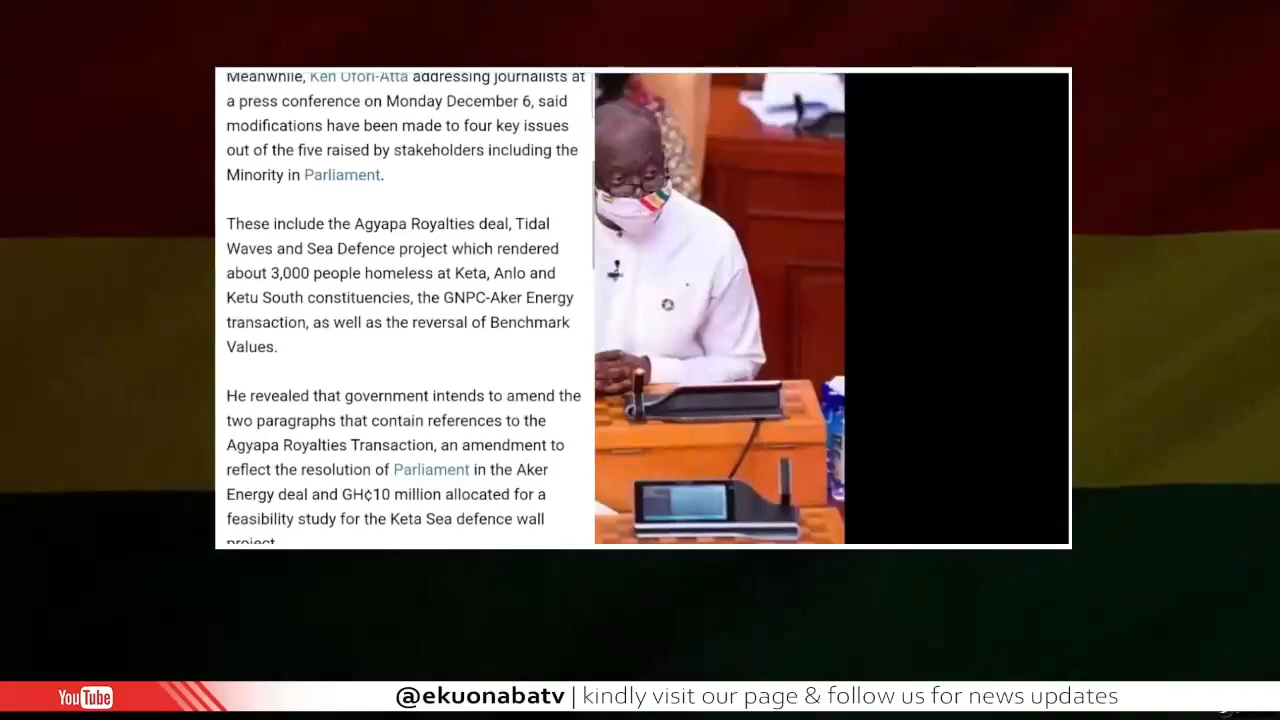 Meanwhile, Ken Ofori-Atta addressing journalists at
a press conference on Monday December 6, said
modifications have been made to four key issues
out of the five raised by stakeholders including the
Minority in Parliament.
These include the Agyapa Royalties deal, Tidal
Waves and Sea Defence project which rendered
about 3,000 people homeless at Keta, Anlo and
Ketu South constituencies, the GNPC-Aker Energy
transaction, as well as the reversal of Benchmark
Values.
He revealed that government intends to amend the
two paragraphs that contain references to the
Agyapa Royalties Transaction, an amendment to
reflect the resolution of Parliament in the Aker
Energy deal and GH¢10 million allocated for a
feasibility study for the Keta Sea defence wall
project.
YouTube
@ekuonabatv | kindly visit our page & follow us for news updates